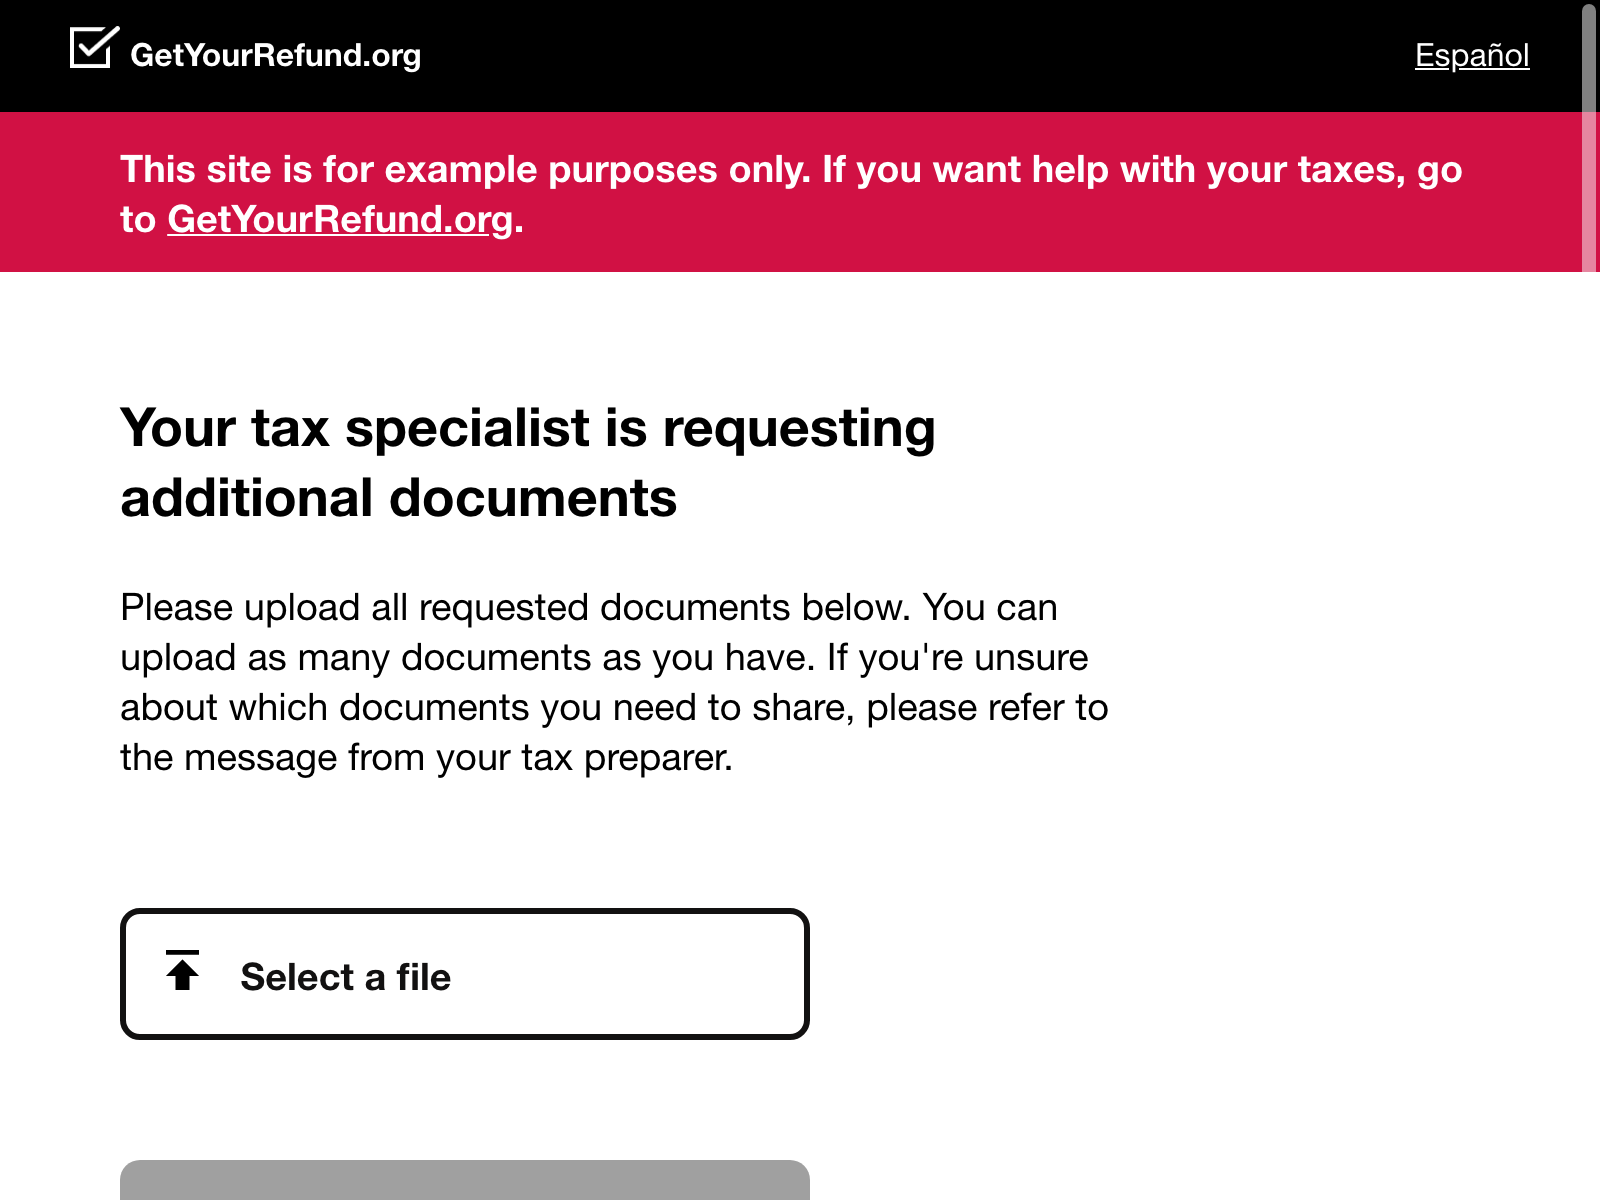 GetYourRefund.org
Español
This site is for example purposes only. If you want help with your taxes, go
to GetYourRefund.org.
Your tax specialist is requesting
additional documents
Please upload all requested documents below. You can
upload as many documents as you have. If you're unsure
about which documents you need to share, please refer to
the message from your tax preparer.
Select a file